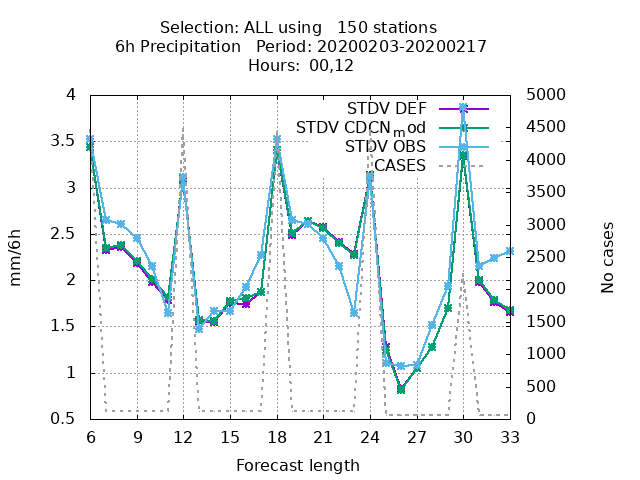 Selection: ALL using   150 stations
6h Precipitation   Period: 20200203-20200217
Hours: 00,12
STDV DEF
STDV CDCN_mod
STDV OBS
CASES
4
3.5
3
2.5
2
1.5
1
0.5
5000
4500
4000
3500
3000
2500
2000
1500
1000
500
0
mm/6h
No cases
6 9 12 15 18 21 24 27 30 33
Forecast length